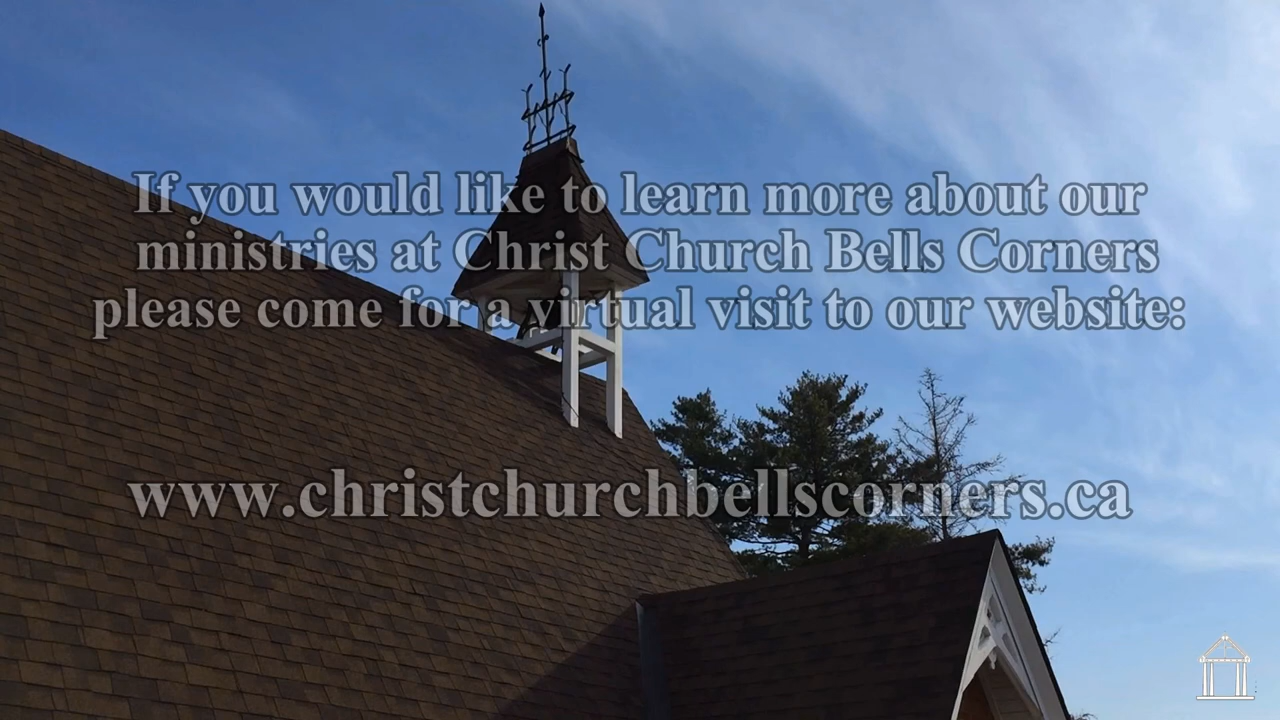 If you would like to learn more about our
ministries at Christ Church Bells Corners
please come for a virtual visit to our website:
www.christchurchbellscorners.ca